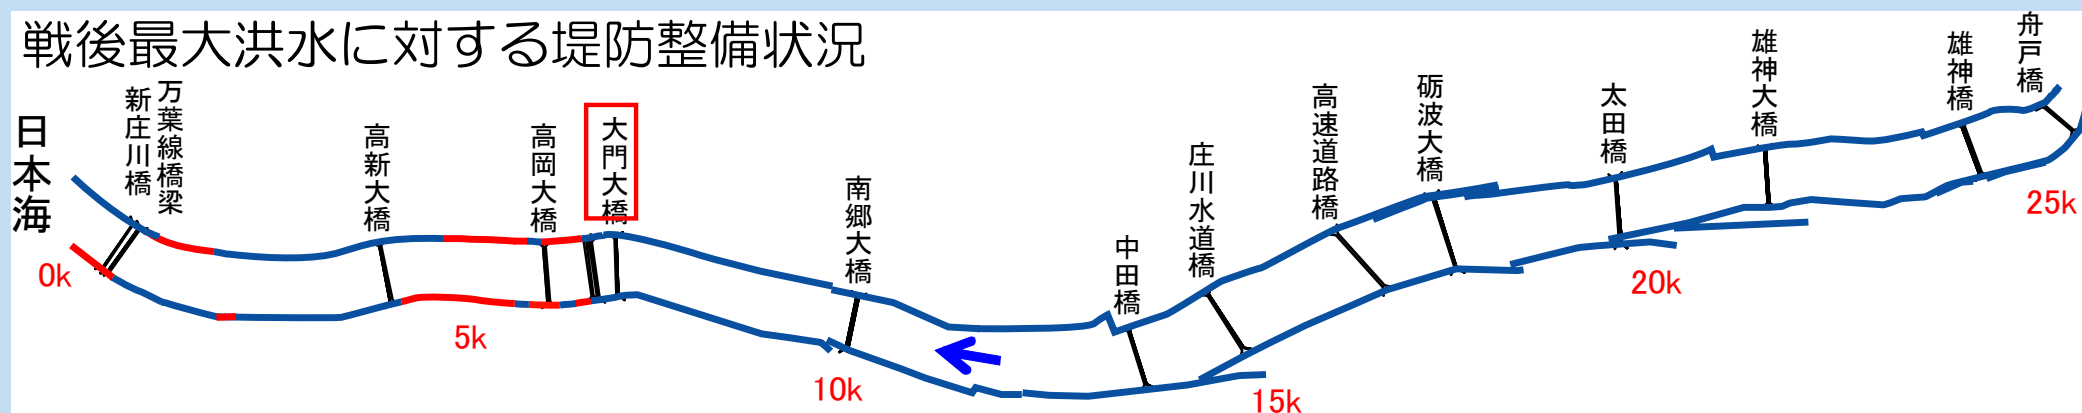 戦後最大洪水に対する堤防整備状況
日本海
新庄川橋
万葉線橋梁
高新大橋
高岡大橋
大門大橋
南郷大橋
中田橋
庄川水道橋
高速道路橋
砺波大橋
太田橋
雄神大橋
雄神橋
舟戸橋
0k
5k
10k
15k
20k
25k